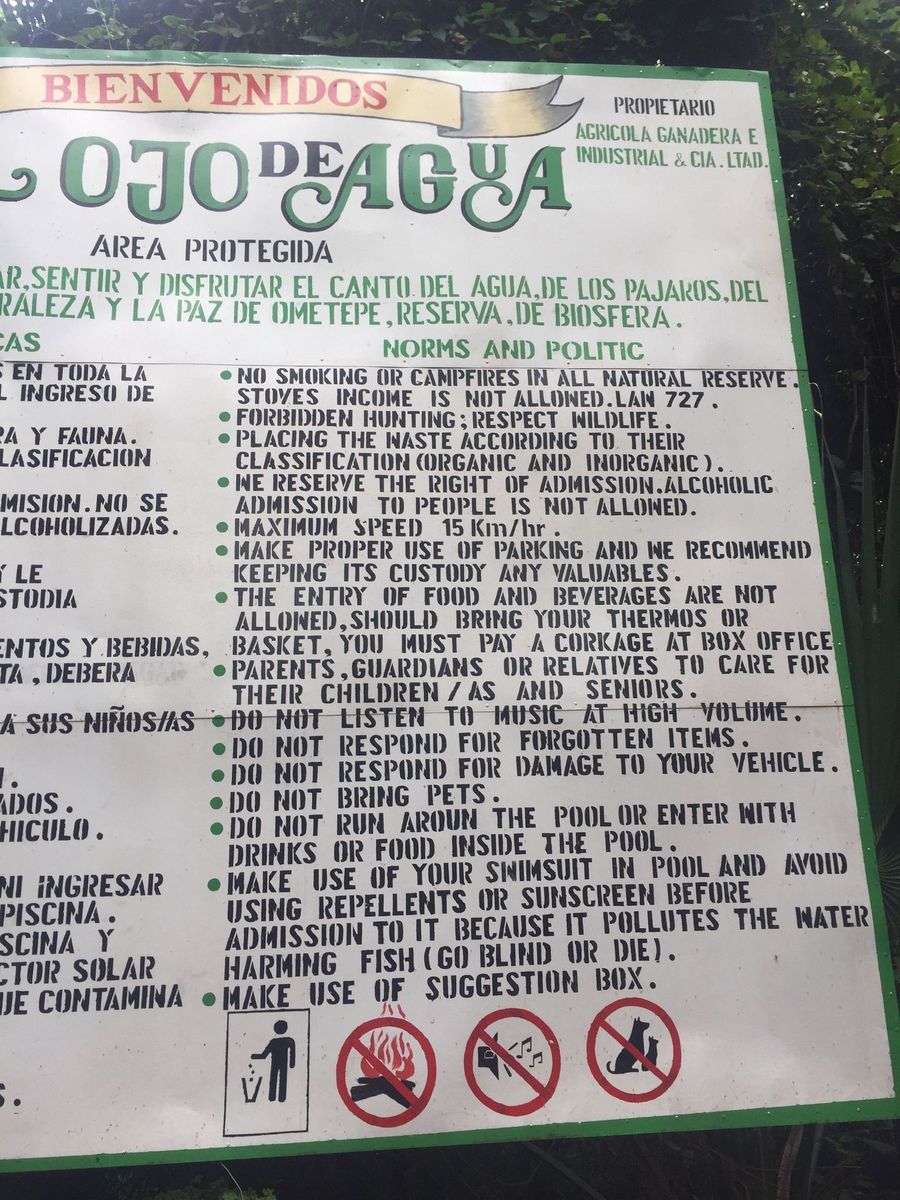 BIENVENIDOS
PROPIETARIO
AGRICOLA GANADERA E
INDUSTRIAL & CIA. LTAD.
OJO DE AGUA
AREA PROTEGIDA
AR, SENTIR Y DISFRUTAR EL CANTO DEL AGUA, DE LOS PAJAROS, DEL
RALEZA Y LA PAZ DE OMETEPE, RESERVA, DE BIOSFERA.
CAS
S EN TODA LA
L INGRESO DE
RA Y FAUNA.
LASIFICACION
MISION. NO SE
ALCOHOLIZADAS.
Y LE
STODIA
ENTOS Y BEBIDAS,
TA, DEBERA
A SUS NIÑOS/AS
N.
ADOS.
HICULO.
NI INGRESAR
PISCINA.
SCINA Y
CTOR SOLAR
UE CONTAMINA
S.
NORMS AND POLITIC
• NO SMOKING OR CAMPFIRES IN ALL NATURAL RESERVE.
STOVES INCOME IS NOT ALLOWED. LAW 727.
• FORBIDDEN HUNTING; RESPECT WILDLIFE.
• PLACING THE WASTE ACCORDING TO THEIR
CLASSIFICATION (ORGANIC AND INORGANIC).
• WE RESERVE THE RIGHT OF ADMISSION. ALCOHOLIC
ADMISSION TO PEOPLE IS NOT ALLOWED.
• MAXIMUM SPEED 15 Km/hr.
• MAKE PROPER USE OF PARKING AND WE RECOMMEND
KEEPING ITS CUSTODY ANY VALUABLES.
• THE ENTRY OF FOOD AND BEVERAGES ARE NOT
ALLOWED, SHOULD BRING YOUR THERMOS OR
BASKET, YOU MUST PAY A CORKAGE AT BOX OFFICE
• PARENTS, GUARDIANS OR RELATIVES TO CARE FOR
THEIR CHILDREN / AS AND SENIORS.
• DO NOT LISTEN TO MUSIC AT HIGH VOLUME.
• DO NOT RESPOND FOR FORGOTTEN ITEMS.
• DO NOT RESPOND FOR DAMAGE TO YOUR VEHICLE.
• DO NOT BRING PETS.
• DO NOT RUN AROUN THE POOL OR ENTER WITH
DRINKS OR FOOD INSIDE THE POOL.
• MAKE USE OF YOUR SWIMSUIT IN POOL AND AVOID
USING REPELLENTS OR SUNSCREEN BEFORE
ADMISSION TO IT BECAUSE IT POLLUTES THE WATER
HARMING FISH (GO BLIND OR DIE).
• MAKE USE OF SUGGESTION BOX.